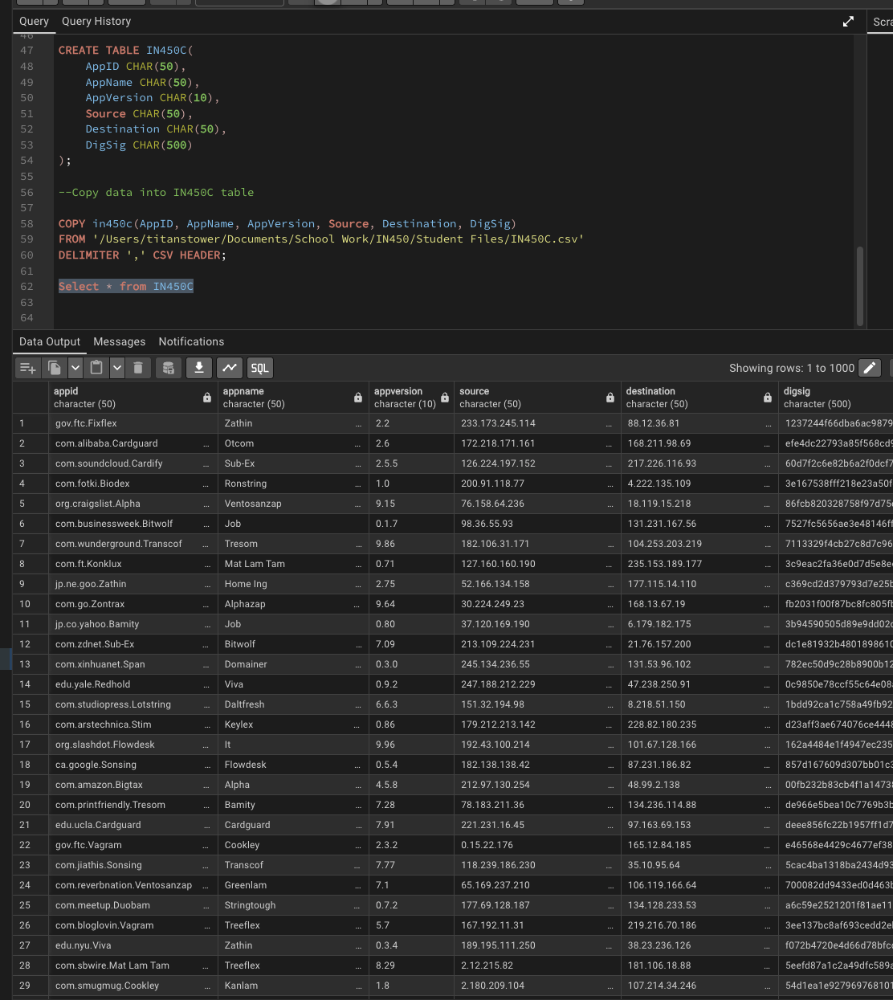 Query Query History Scra
46
47 CREATE TABLE IN450C(
48 AppID CHAR(50),
49 AppName CHAR(50),
50 AppVersion CHAR(10),
51 Source CHAR(50),
52 Destination CHAR(50),
53 DigSig CHAR(500)
54 );
55
56 --Copy data into IN450C table
57
58 COPY in450c(AppID, AppName, AppVersion, Source, Destination, DigSig)
59 FROM '/Users/titanstower/Documents/School Work/IN450/Student Files/IN450C.csv'
60 DELIMITER ',' CSV HEADER;
61
62 Select * from IN450C
63
64
Data Output Messages Notifications
SQL Showing rows: 1 to 1000
appid appname appversion source destination digsig
character (50) character (50) character (10) character (50) character (50) character (500)
1 gov.ftc.Fixflex Zathin ... 2.2 233.173.245.114 88.12.36.81 ... 1237244f66dba6ac9879
2 com.alibaba.Cardguard ... Otcom ... 2.6 172.218.171.161 ... 168.211.98.69 ... efe4dc22793a85f568cd9
3 com.soundcloud.Cardify ... Sub-Ex ... 2.5.5 126.224.197.152 ... 217.226.116.93 ... 60d7f2c6e82b6a2f0dcf7
4 com.fotki.Biodex ... Ronstring ... 1.0 200.91.118.77 ... 4.222.135.109 ... 3e167538fff218e23a50f
5 org.craigslist.Alpha ... Ventosanzap ... 9.15 76.158.64.236 ... 18.119.15.218 ... 86fcb820328758f97d75
6 com.businessweek.Bitwolf ... Job ... 0.1.7 98.36.55.93 ... 131.231.167.56 ... 7527fc5656ae3e48146ff
7 com.wunderground.Transcof ... Tresom ... 9.86 182.106.31.171 ... 104.253.203.219 ... 7113329f4cb27c8d7c96
8 com.ft.Konklux ... Mat Lam Tam ... 0.71 127.160.160.190 ... 235.153.189.177 ... 3c9eac2fa36e0d7d5e8e
9 jp.ne.goo.Zathin ... Home Ing ... 2.75 52.166.134.158 ... 177.115.14.110 ... c369cd2d379793d7e25b
10 com.go.Zontrax ... Alphazap ... 9.64 30.224.249.23 ... 168.13.67.19 ... fb2031f00f87bc8fc805fb
11 jp.co.yahoo.Bamity ... Job ... 0.80 37.120.169.190 ... 6.179.182.175 ... 3b94590505d89e9dd02
12 com.zdnet.Sub-Ex ... Bitwolf ... 7.09 213.109.224.231 ... 21.76.157.200 ... dc1e81932b4801898610
13 com.xinhuanet.Span ... Domainer ... 0.3.0 245.134.236.55 ... 131.53.96.102 ... 782ec50d9c28b8900b12
14 edu.yale.Redhold ... Viva ... 0.9.2 247.188.212.229 ... 47.238.250.91 ... 0c9850e78ccf55c64e08
15 com.studiopress.Lotstring ... Daltfresh ... 6.6.3 151.32.194.98 ... 8.218.51.150 ... 1bdd92ca1c758a49fb92
16 com.arstechnica.Stim ... Keylex ... 0.86 179.212.213.142 ... 228.82.180.235 ... d23aff3ae674076ce4448
17 org.slashdot.Flowdesk ... It ... 9.96 192.43.100.214 ... 101.67.128.166 ... 162a4484e1f4947ec235
18 ca.google.Sonsing ... Flowdesk ... 0.5.4 182.138.138.42 ... 87.231.186.82 ... 857d167609d307bb01c3
19 com.amazon.Bigtax ... Alpha ... 4.5.8 212.97.130.254 ... 48.99.2.138 ... 00fb232b83cb4f1a1473
20 com.printfriendly.Tresom ... Bamity ... 7.28 78.183.211.36 ... 134.236.114.88 ... de966e5bea10c7769b3b
21 edu.ucla.Cardguard ... Cardguard ... 7.91 221.231.16.45 ... 97.163.69.153 ... deee856fc22b1957ff1d7
22 gov.ftc.Vagram ... Cookley ... 2.3.2 0.15.22.176 ... 165.12.84.185 ... e46568e4429c4677ef38
23 com.jiathis.Sonsing ... Transcof ... 7.77 118.239.186.230 ... 35.10.95.64 ... 5cac4ba1318ba2434d93
24 com.reverbnation.Ventosanzap ... Greenlam ... 7.1 65.169.237.210 ... 106.119.166.64 ... 700082dd9433ed0d463b
25 com.meetup.Duobam ... Stringtough ... 0.7.2 177.69.128.187 ... 134.128.233.53 ... a6c59e2521201f81ae11
26 com.bloglovin.Vagram ... Treeflex ... 5.7 167.192.11.31 ... 219.216.70.186 ... 3ee137bc8af693cedd2e
27 edu.nyu.Viva ... Zathin ... 0.3.4 189.195.111.250 ... 38.23.236.126 ... f072b4720e4d66d78bfc
28 com.sbwire.Mat Lam Tam ... Treeflex ... 8.29 2.12.215.82 ... 181.106.18.88 ... 5eefd87a1c2a49dfc589
29 com.smugmug.Cookley ... Kanlam ... 1.8 2.180.209.104 ... 107.214.34.246 ... 54d1ea1e927969768101